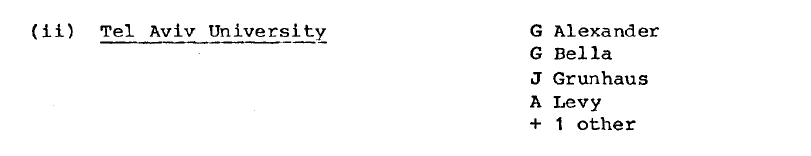 (ii) Tel Aviv University G Alexander
G Bella
J Grunhaus
A Levy
+ 1 other